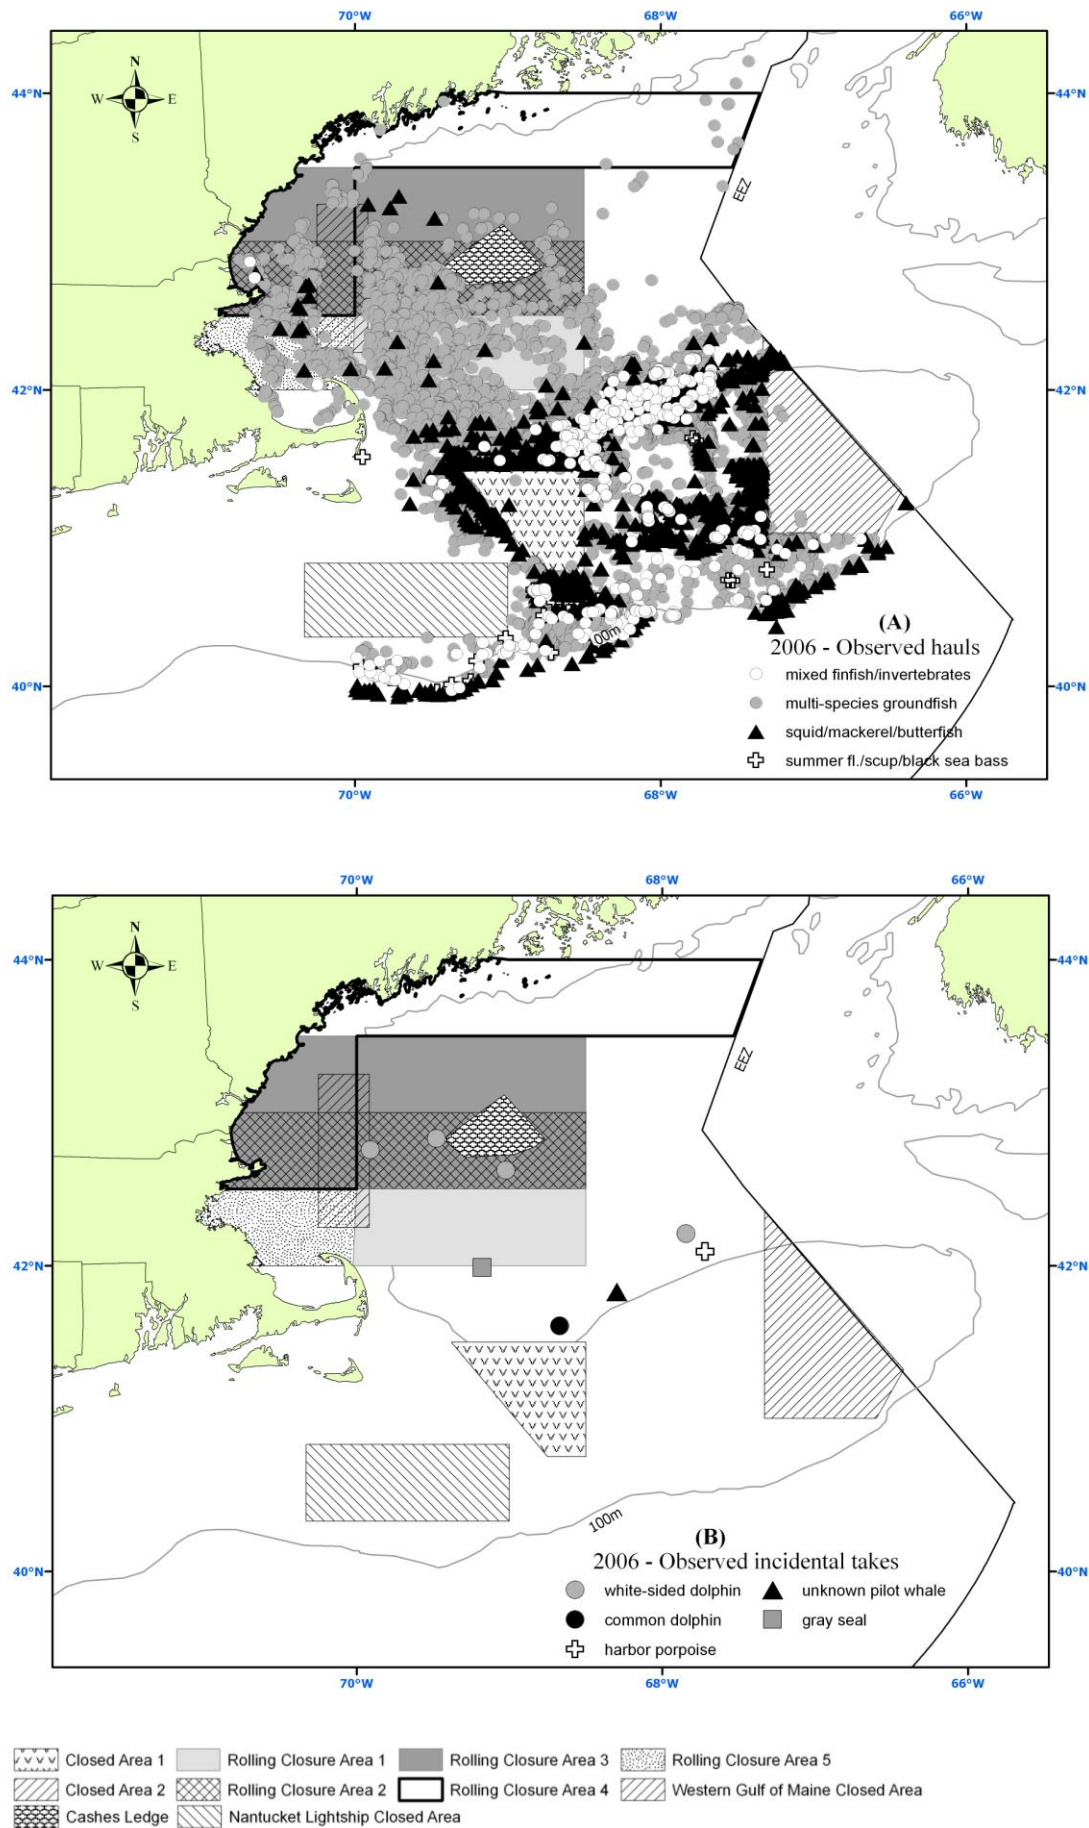 70°W 68°W 66°W
44°N 44°N
N
W E
S
EEZ
42°N 42°N
100m
(A)
2006 - Observed hauls
mixed finfish/invertebrates
multi-species groundfish
squid/mackerel/butterfish
summer fl./scup/black sea bass
40°N 40°N
70°W 68°W 66°W
70°W 68°W 66°W
44°N 44°N
N
W E
S
EEZ
42°N 42°N
100m
(B)
2006 - Observed incidental takes
white-sided dolphin unknown pilot whale
common dolphin gray seal
harbor porpoise
40°N 40°N
70°W 68°W 66°W
Closed Area 1 Rolling Closure Area 1 Rolling Closure Area 3 Rolling Closure Area 5
Closed Area 2 Rolling Closure Area 2 Rolling Closure Area 4 Western Gulf of Maine Closed Area
Cashes Ledge Nantucket Lightship Closed Area